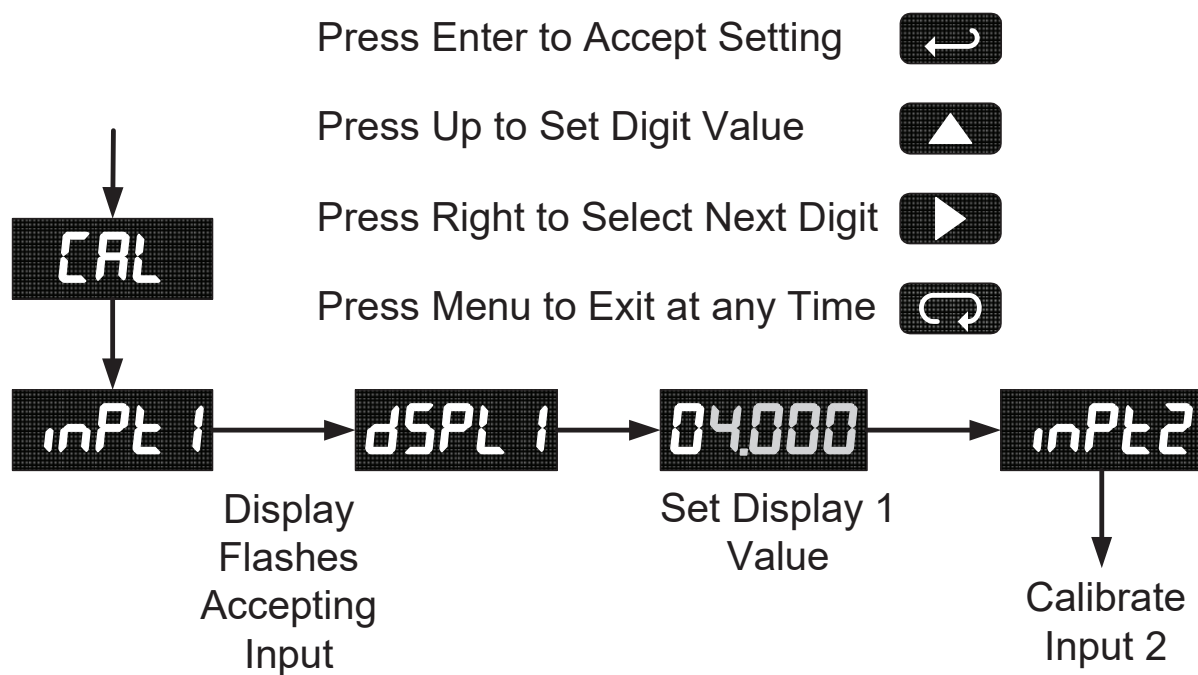 Press Enter to Accept Setting
Press Up to Set Digit Value
Press Right to Select Next Digit
Press Menu to Exit at any Time
CAL
inPt 1
dSPL 1
04.000
inPt2
Display
Flashes
Accepting
Input
Set Display 1
Value
Calibrate
Input 2